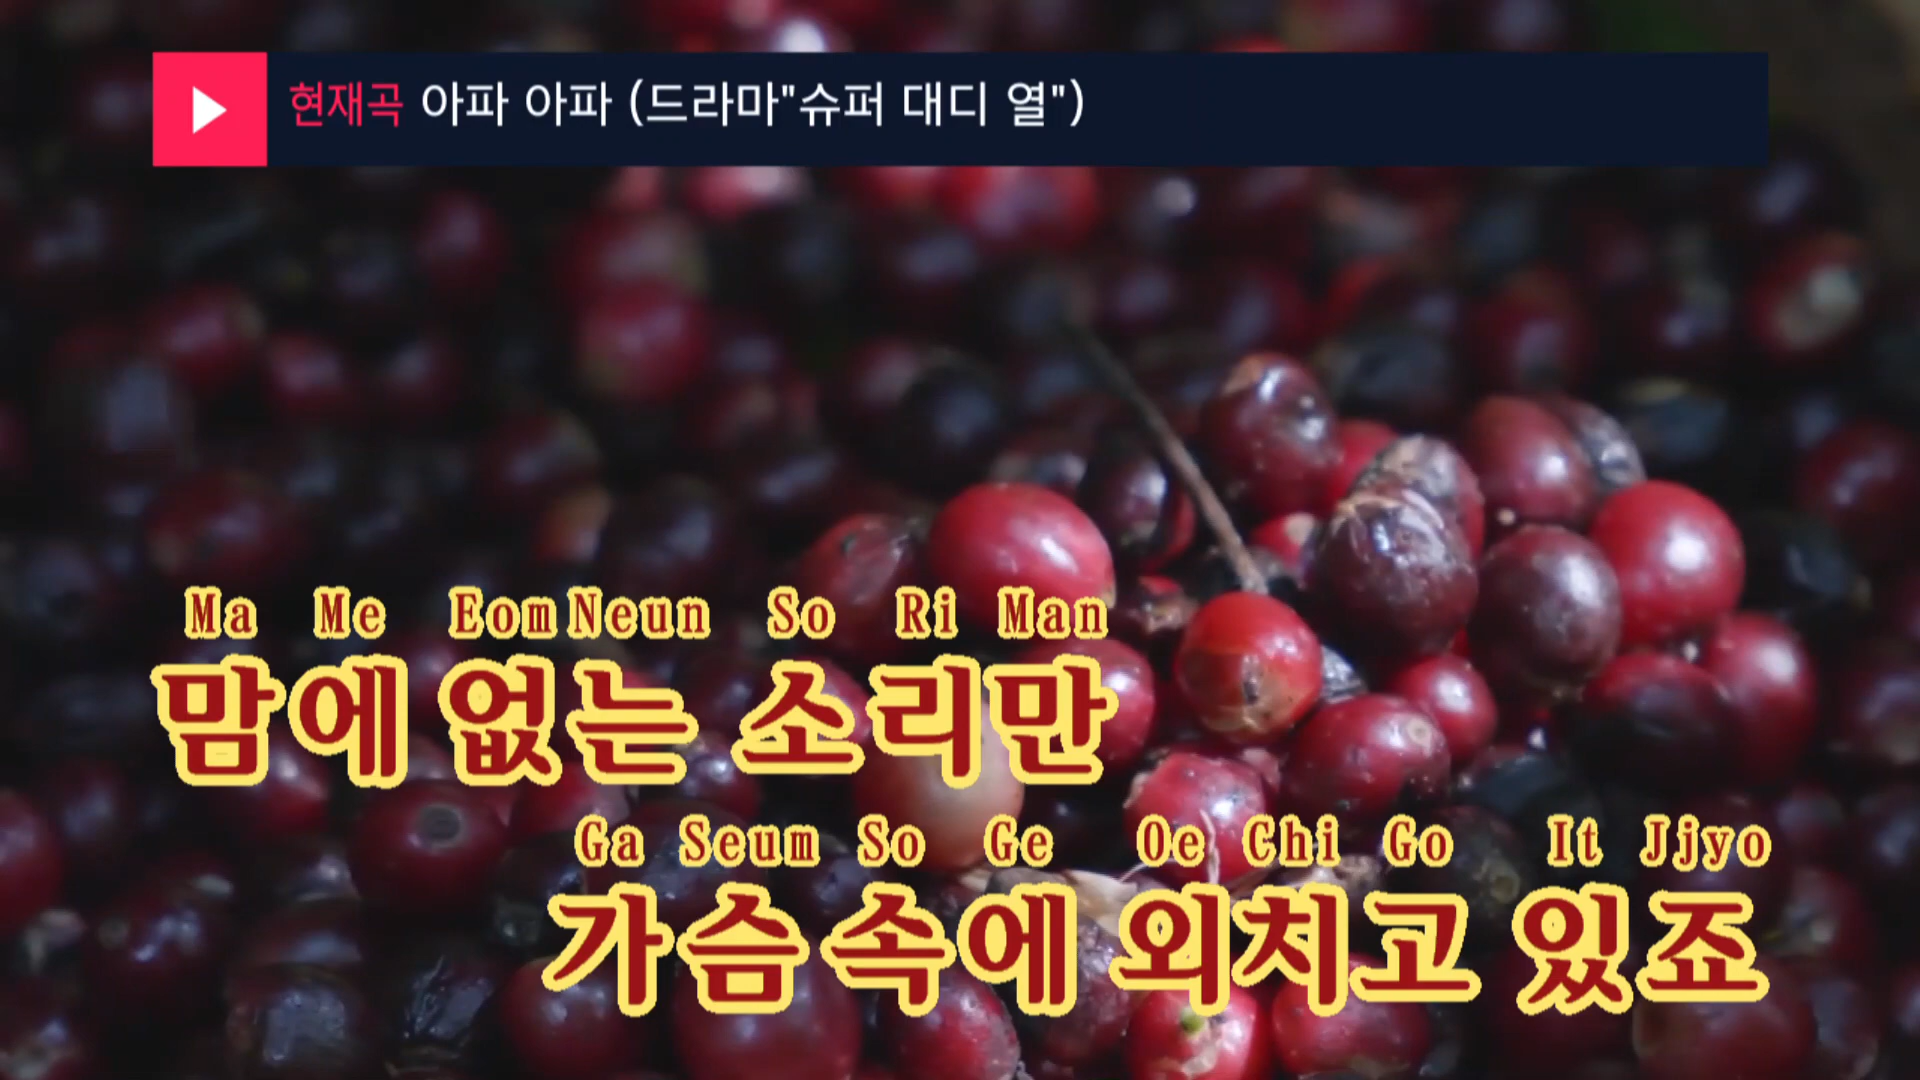 현재곡 아파 아파 (드라마"슈퍼 대디 열")
Ma Me Eom Neun So Ri Man
맘에 없는 소리만
Ga Seum So Ge Oe Chi Go It Jjyo
가슴속에 외치고 있죠